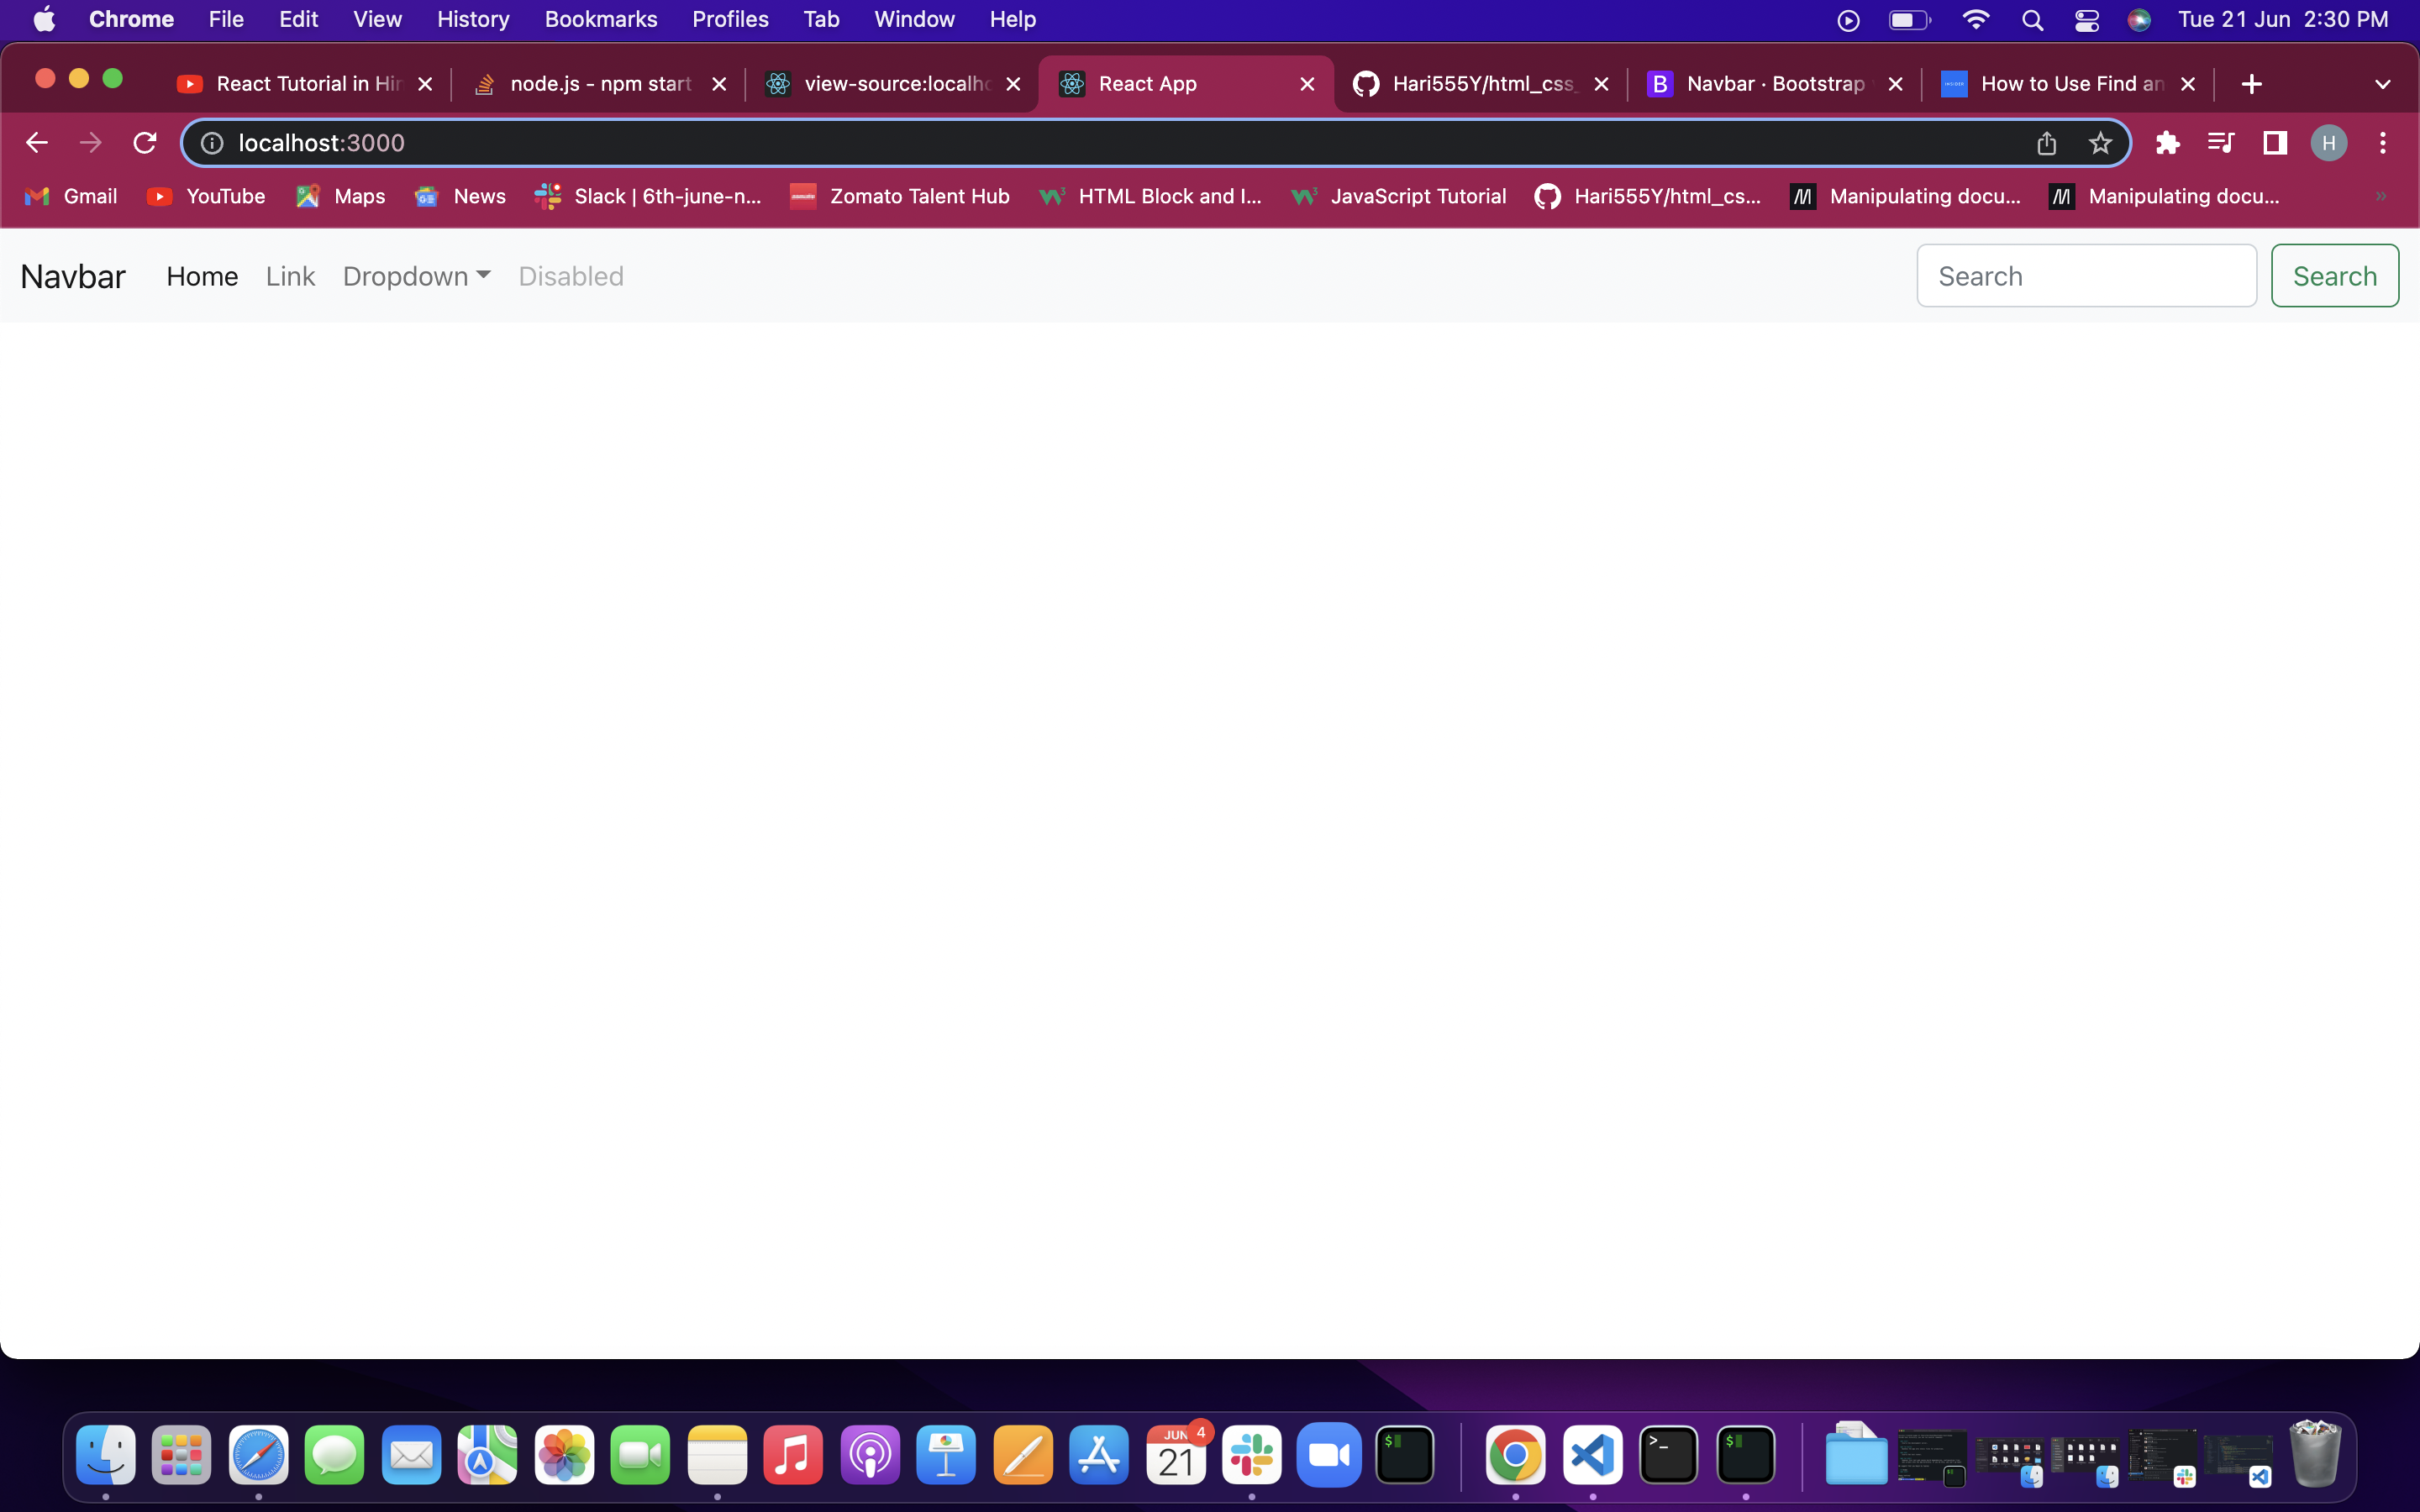 Chrome File Edit View History Bookmarks Profiles Tab Window Help Tue 21 Jun 2:30 PM
React Tutorial in Hin node.js - npm start view-source:localho React App Hari555Y/html_css_ Navbar · Bootstrap How to Use Find an
localhost:3000 H
Gmail YouTube Maps News Slack | 6th-june-n... Zomato Talent Hub HTML Block and I... JavaScript Tutorial Hari555Y/html_cs... Manipulating docu... Manipulating docu... »
Navbar Home Link Dropdown Disabled Search Search
JUN 4
21